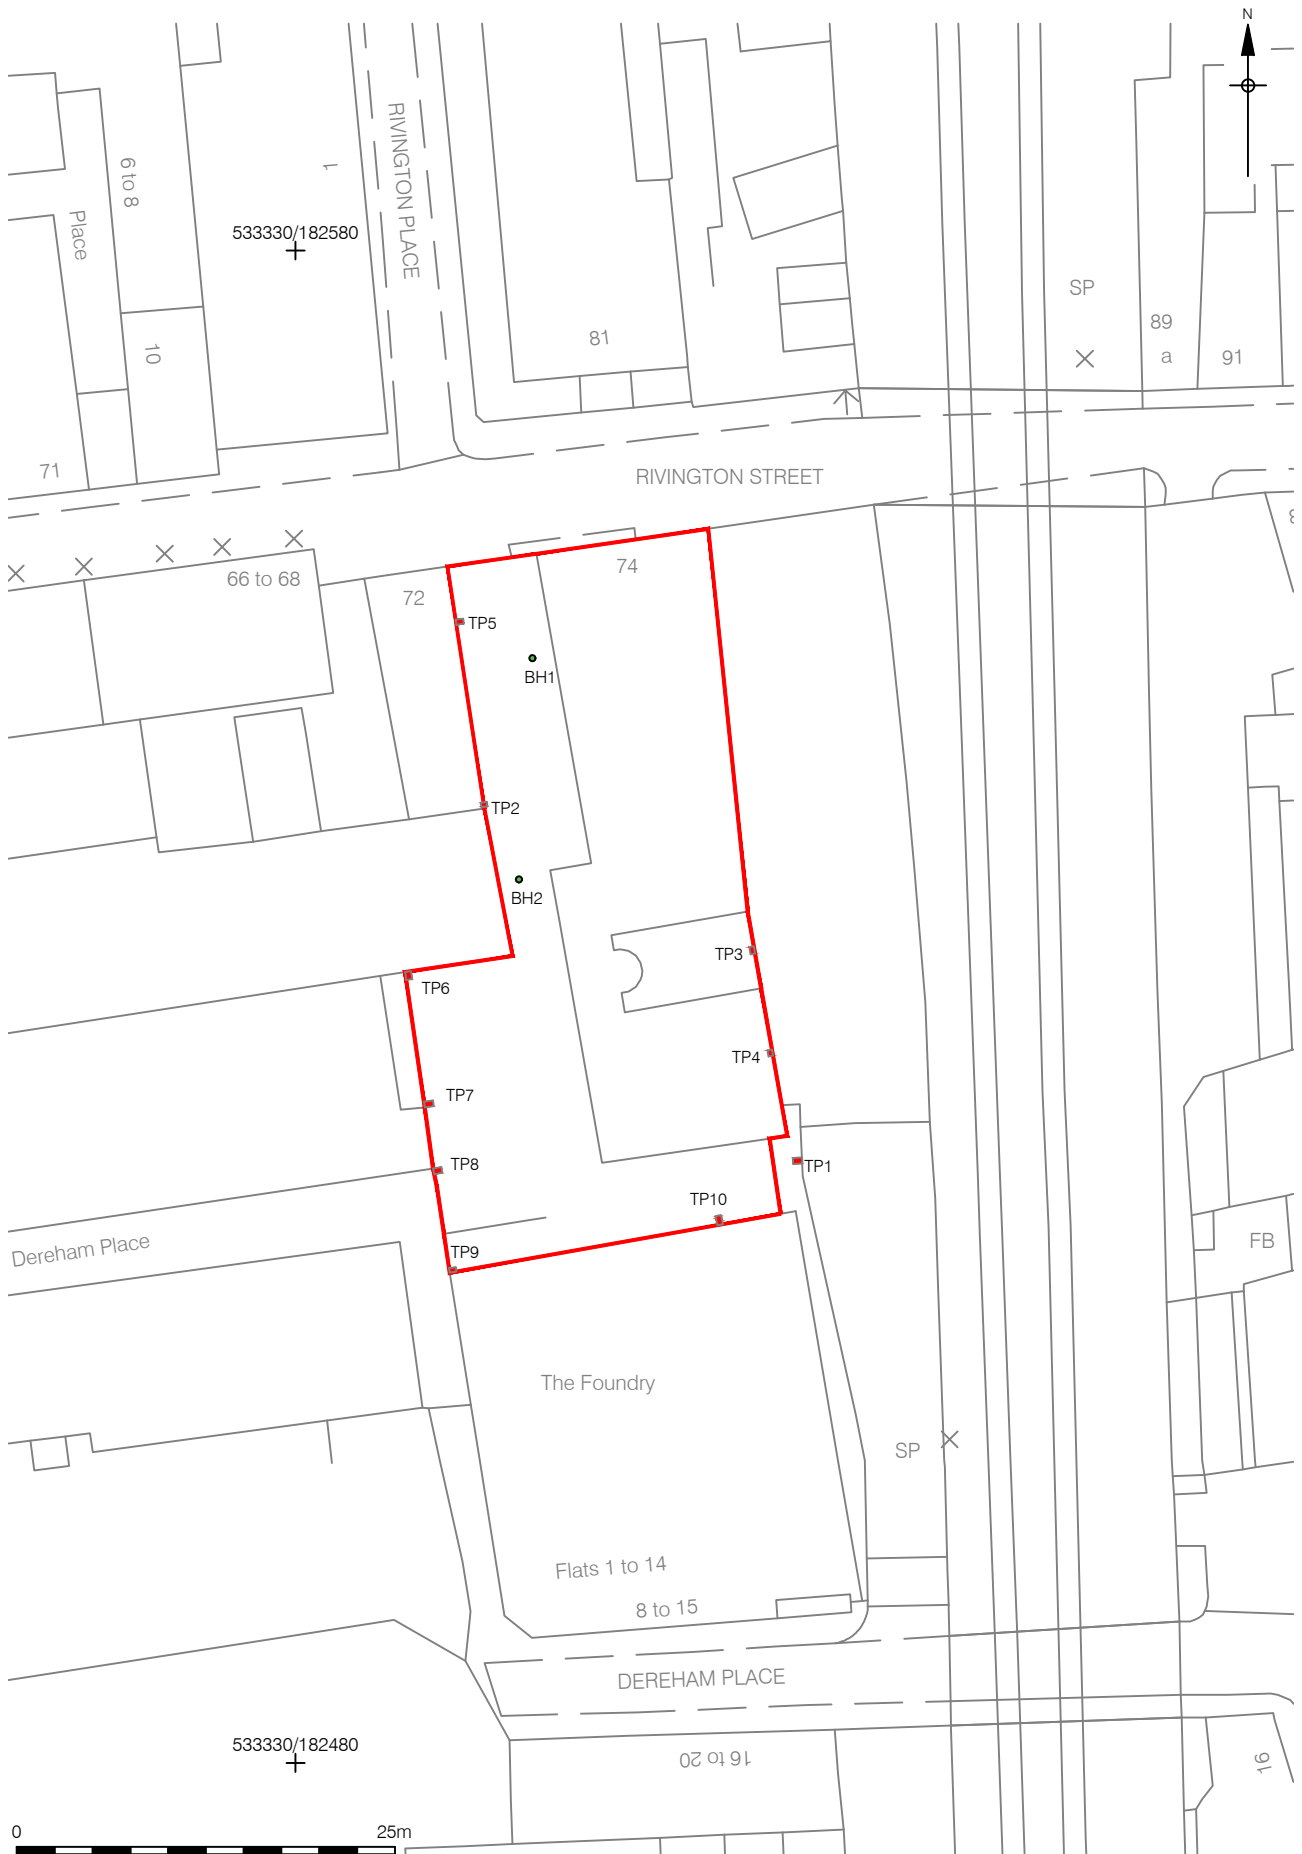 N
RIVINGTON PLACE
6 to 8
1
Place
533330/182580
SP
89
a
91
81
10
71
RIVINGTON STREET
74
66 to 68
72
TP5
BH1
TP2
BH2
TP3
TP6
TP4
TP7
TP8
TP1
TP10
Dereham Place
TP9
FB
The Foundry
SP
Flats 1 to 14
8 to 15
DEREHAM PLACE
533330/182480
16 to 20
16
0
25m